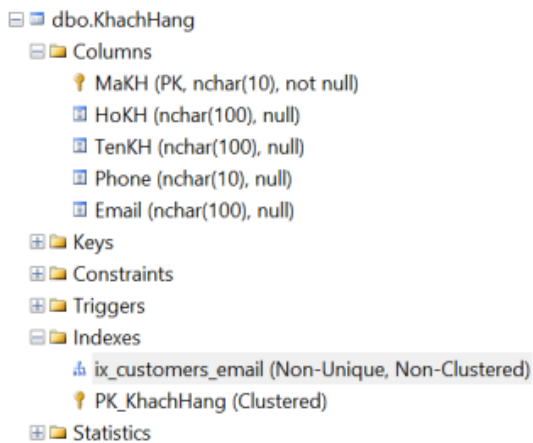 dbo.KhachHang
Columns
MaKH (PK, nchar(10), not null)
HoKH (nchar(100), null)
TenKH (nchar(100), null)
Phone (nchar(10), null)
Email (nchar(100), null)
Keys
Constraints
Triggers
Indexes
ix_customers_email (Non-Unique, Non-Clustered)
PK_KhachHang (Clustered)
Statistics